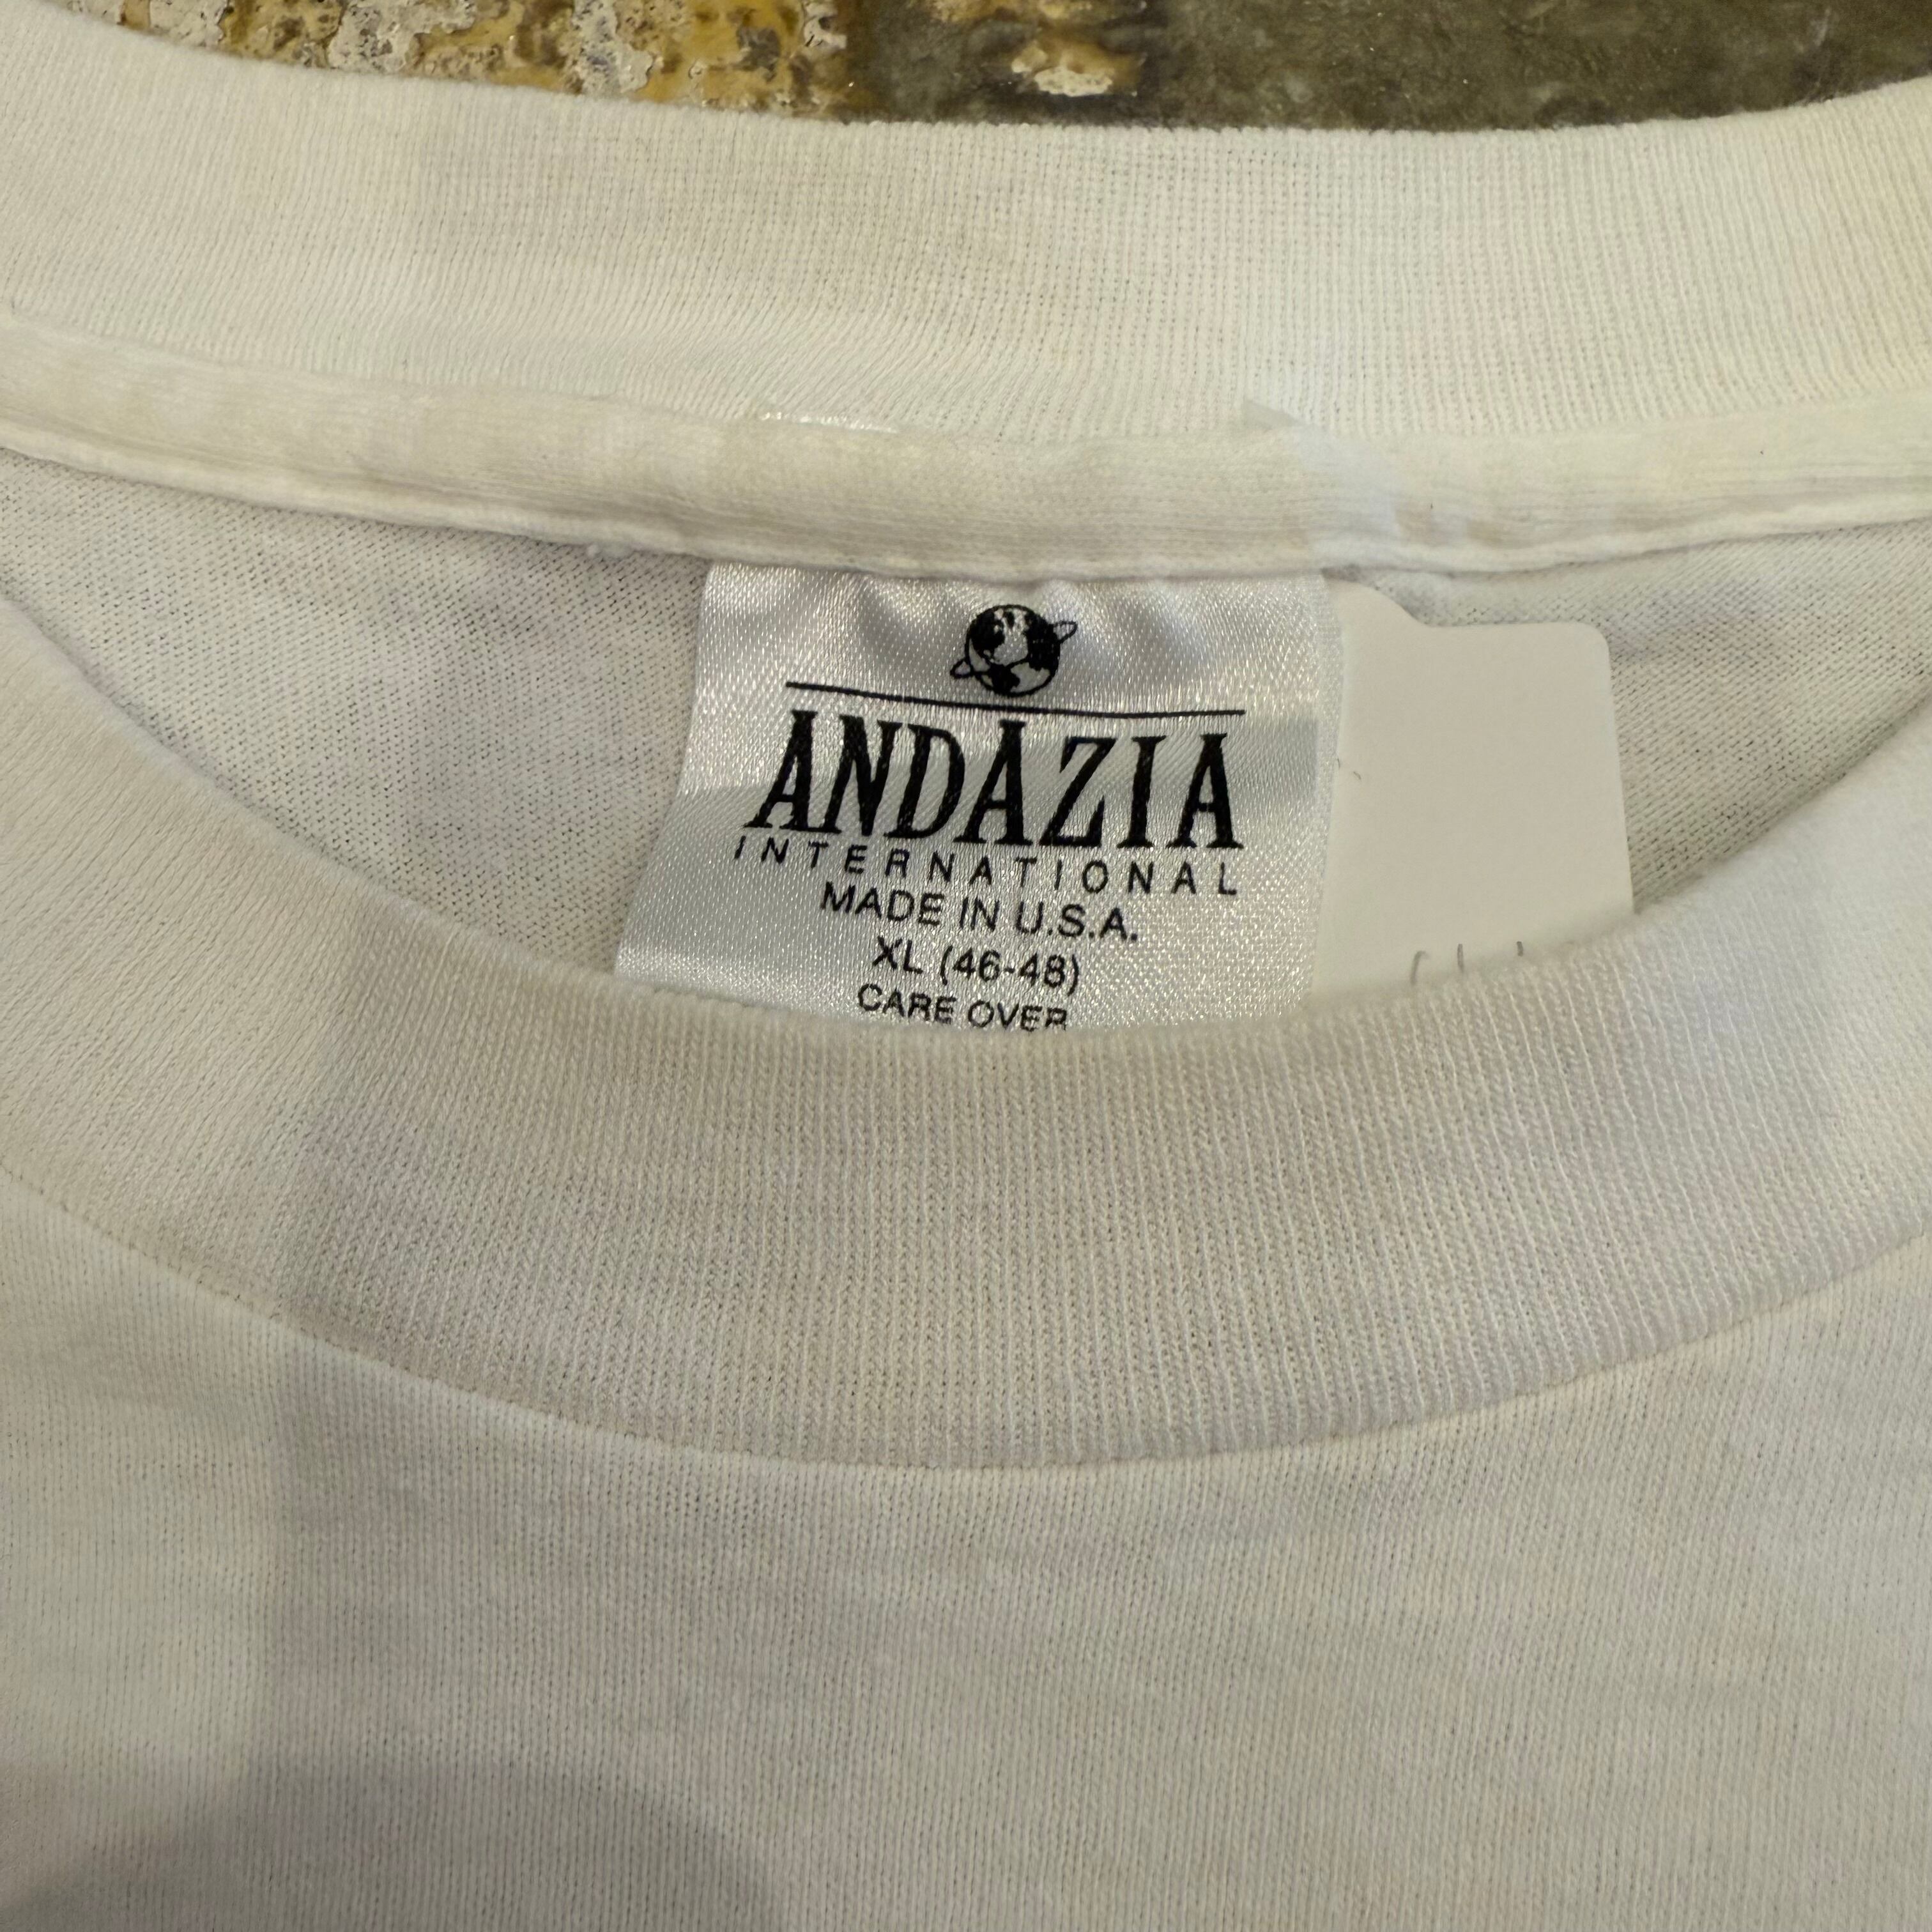 ANDAZIA
INTERNATIONAL
MADE IN U.S.A.
XL (46-48)
CARE OVER